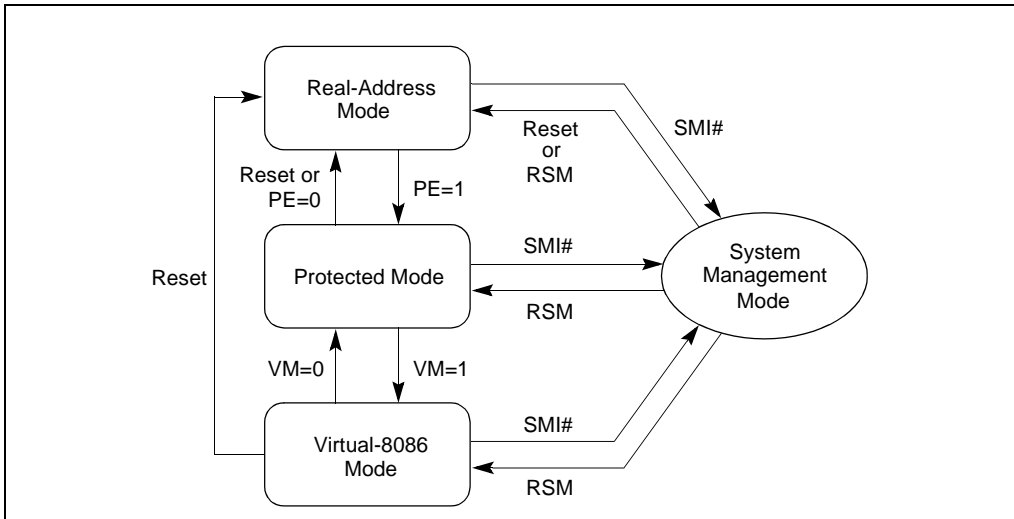 Real-Address
Mode
SMI#
Reset
or
RSM
Reset or
PE=0
PE=1
SMI#
System
Management
Mode
Reset
Protected Mode
RSM
VM=0
VM=1
SMI#
Virtual-8086
Mode
RSM